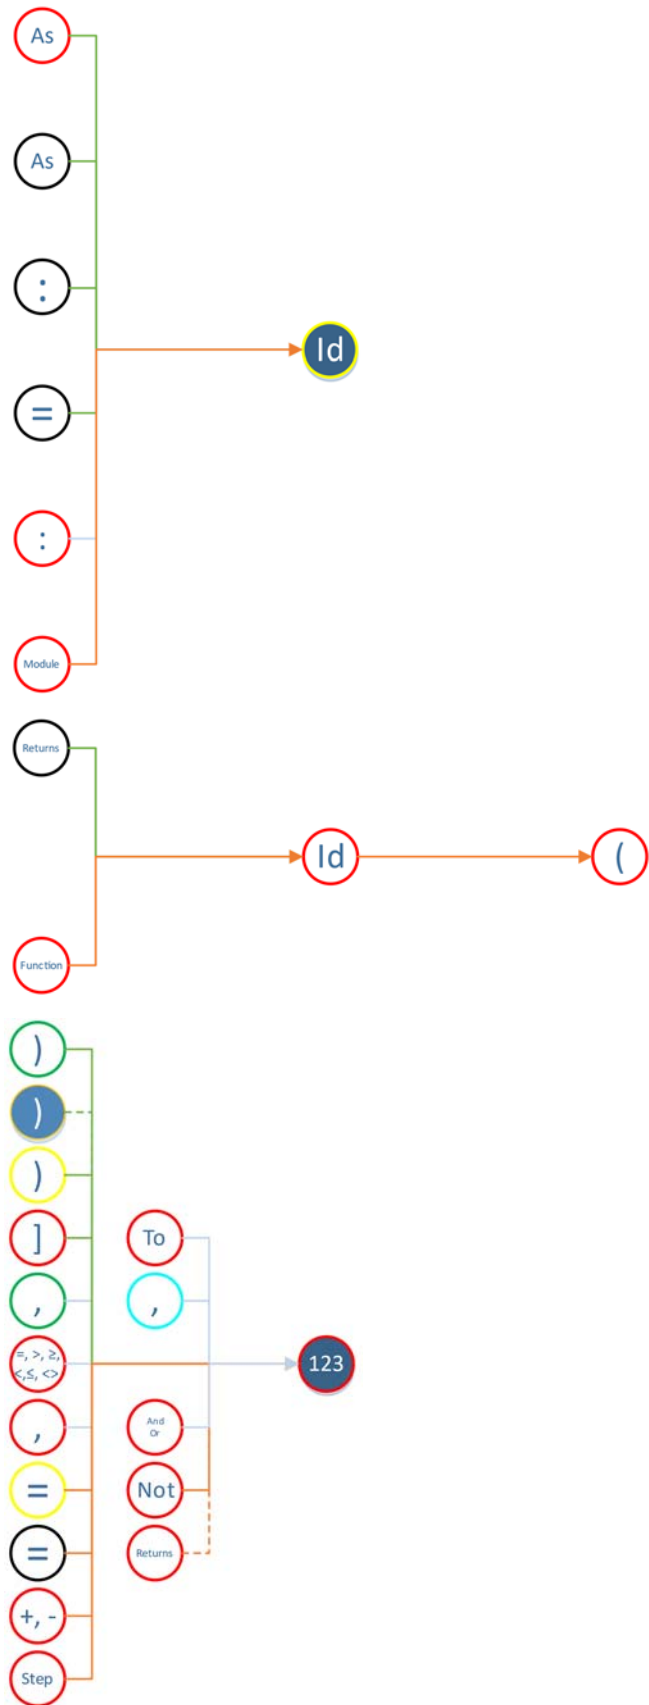 As
As
:
=
:
Module
Id
Returns
Function
Id
(
)
)
)
]
,
=, >, ≥,
<,≤, <>
,
=
=
+, -
Step
To
,
And
Or
Not
Returns
123